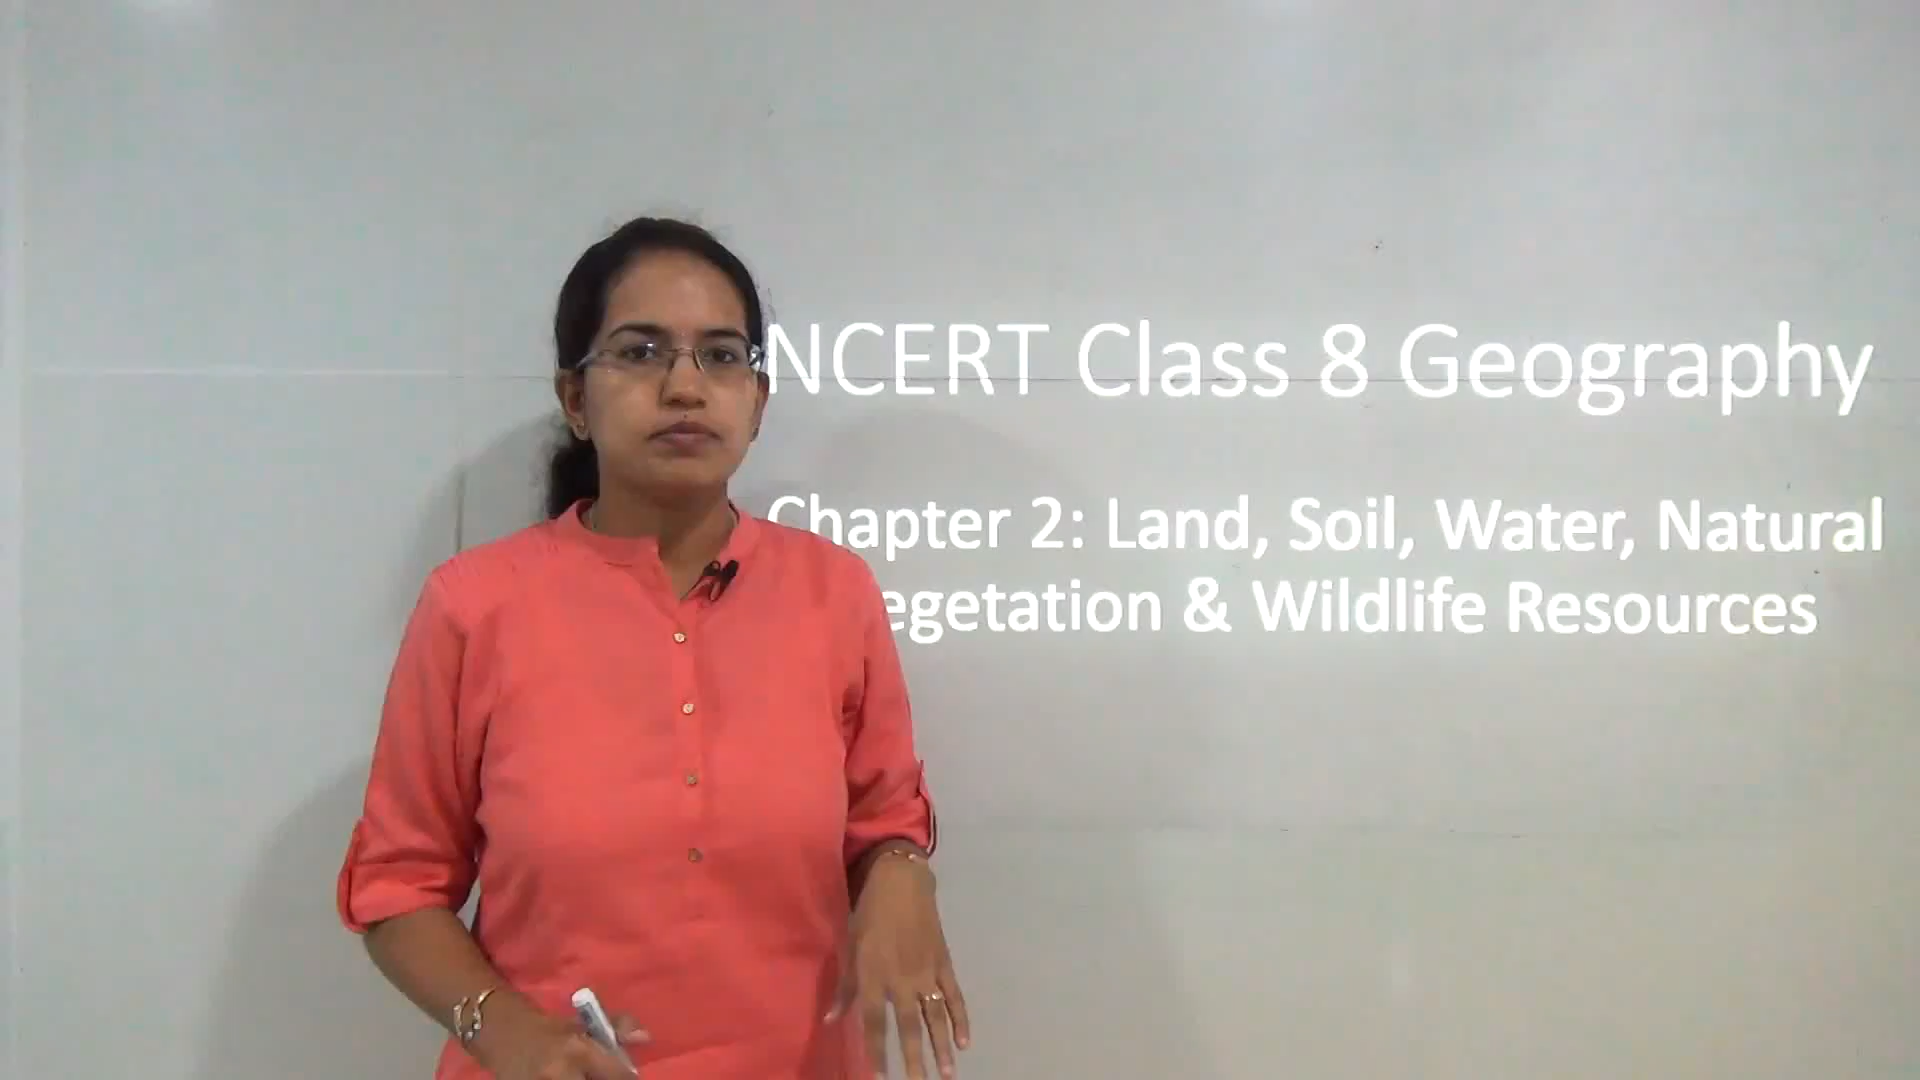 NCERT Class 8 Geography
Chapter 2: Land, Soil, Water, Natural
egetation & Wildlife Resources